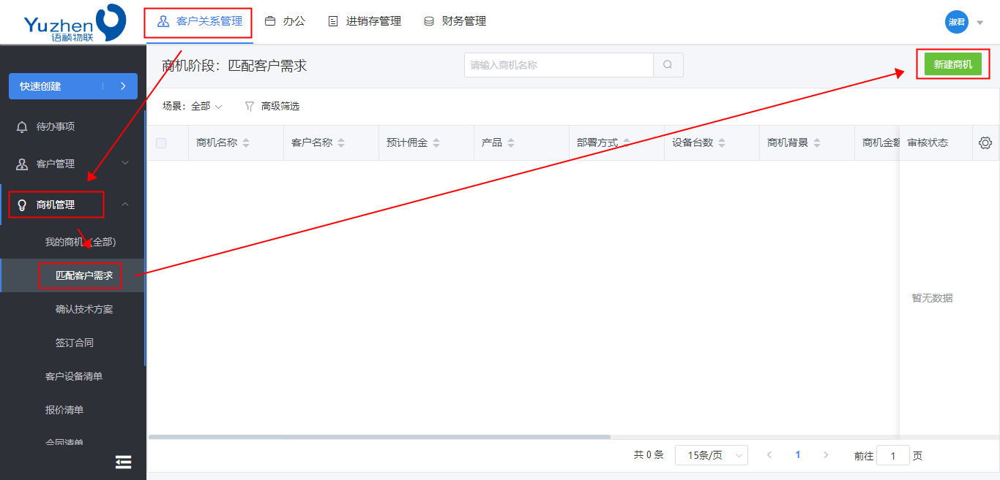 Yuzhen
语祯物联
客户关系管理
办公
进销存管理
财务管理
淑君
快速创建
待办事项
客户管理
商机管理
我的商机（全部）
匹配客户需求
确认技术方案
签订合同
客户设备清单
报价清单
合同清单
商机阶段：匹配客户需求
请输入商机名称
新建商机
场景：全部
高级筛选
商机名称
客户名称
预计佣金
产品
部署方式
设备台数
商机背景
商机金额
审核状态
暂无数据
共 0 条
15条/页
1
前往 1 页